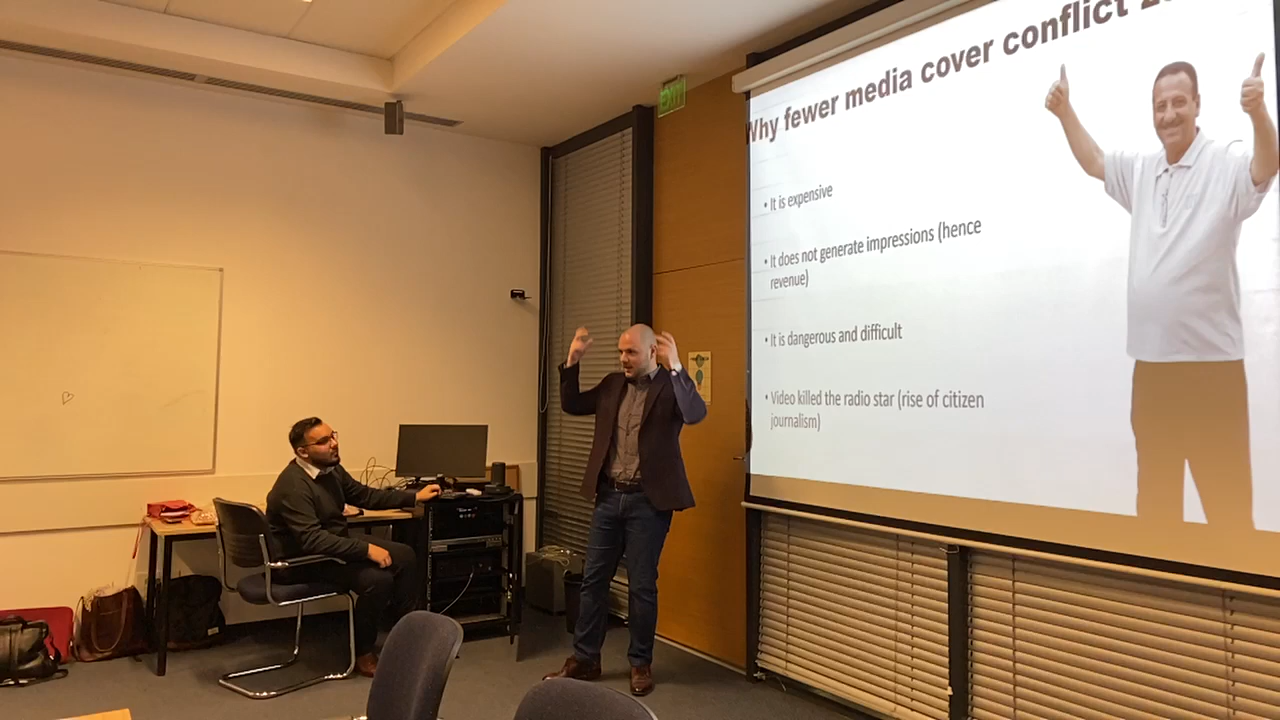 Why fewer media cover conflict
• It is expensive
• It does not generate impressions (hence
revenue)
• It is dangerous and difficult
• Video killed the radio star (rise of citizen
journalism)
EXIT